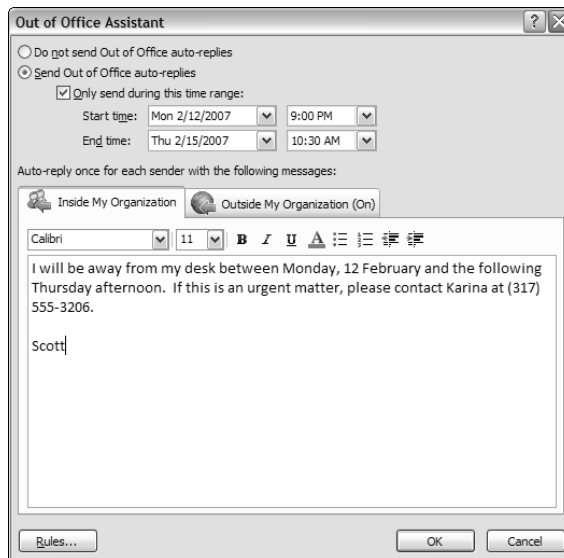 Out of Office Assistant
Do not send Out of Office auto-replies
Send Out of Office auto-replies
Only send during this time range:
Start time: Mon 2/12/2007 9:00 PM
End time: Thu 2/15/2007 10:30 AM
Auto-reply once for each sender with the following messages:
Inside My Organization Outside My Organization (On)
Calibri 11 B I U A
I will be away from my desk between Monday, 12 February and the following
Thursday afternoon.  If this is an urgent matter, please contact Karina at (317)
555-3206.
Scott
Rules... OK Cancel